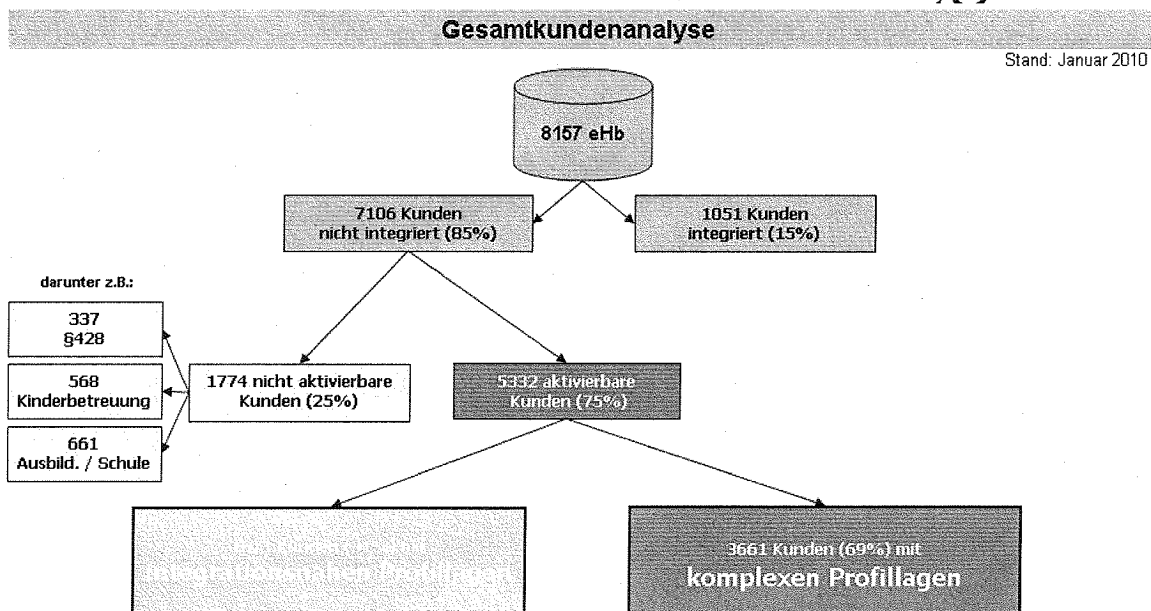 Gesamtkundenanalyse
Stand: Januar 2010
8157 eHb
7106 Kunden
nicht integriert (85%)
1051 Kunden
integriert (15%)
darunter z.B.:
337
§428
568
Kinderbetreuung
661
Ausbild. / Schule
1774 nicht aktivierbare
Kunden (25%)
5332 aktivierbare
Kunden (75%)
integrationsnahen Profillagen
3661 Kunden (69%) mit
komplexen Profillagen